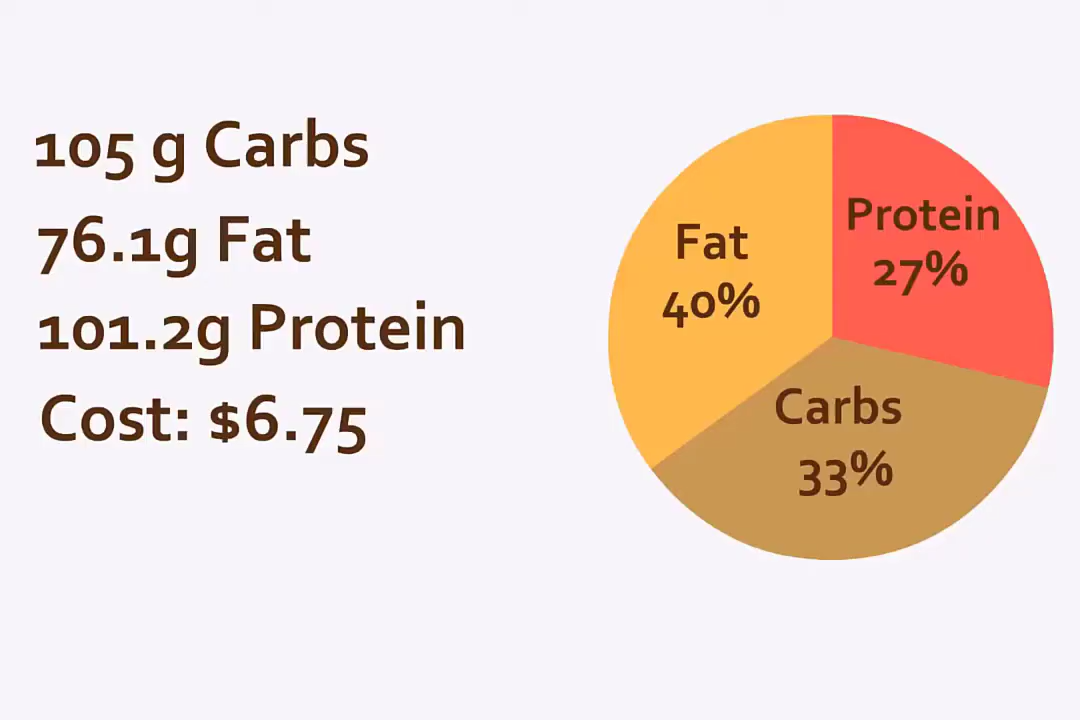 105 g Carbs
76.1g Fat
101.2g Protein
Cost: $6.75
Fat
40%
Protein
27%
Carbs
33%